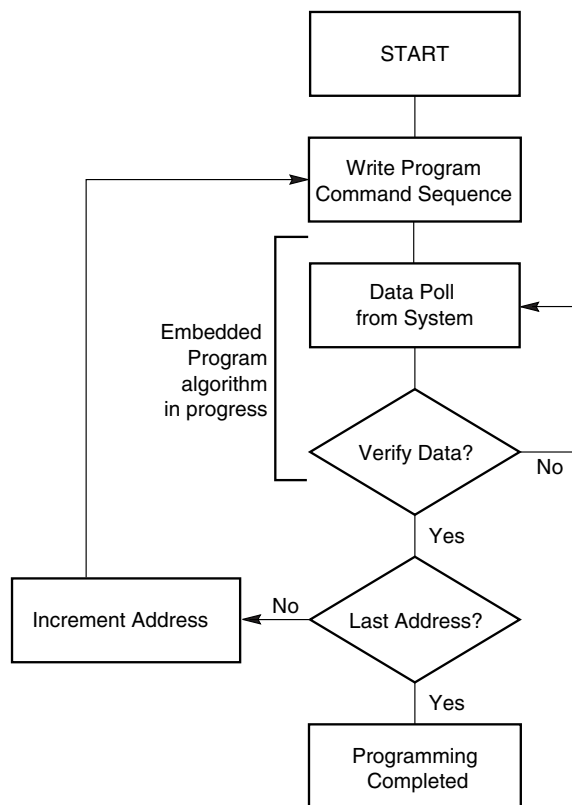 START
Write Program
Command Sequence
Data Poll
from System
Embedded
Program
algorithm
in progress
Verify Data?
No
Yes
Increment Address
No
Last Address?
Yes
Programming
Completed